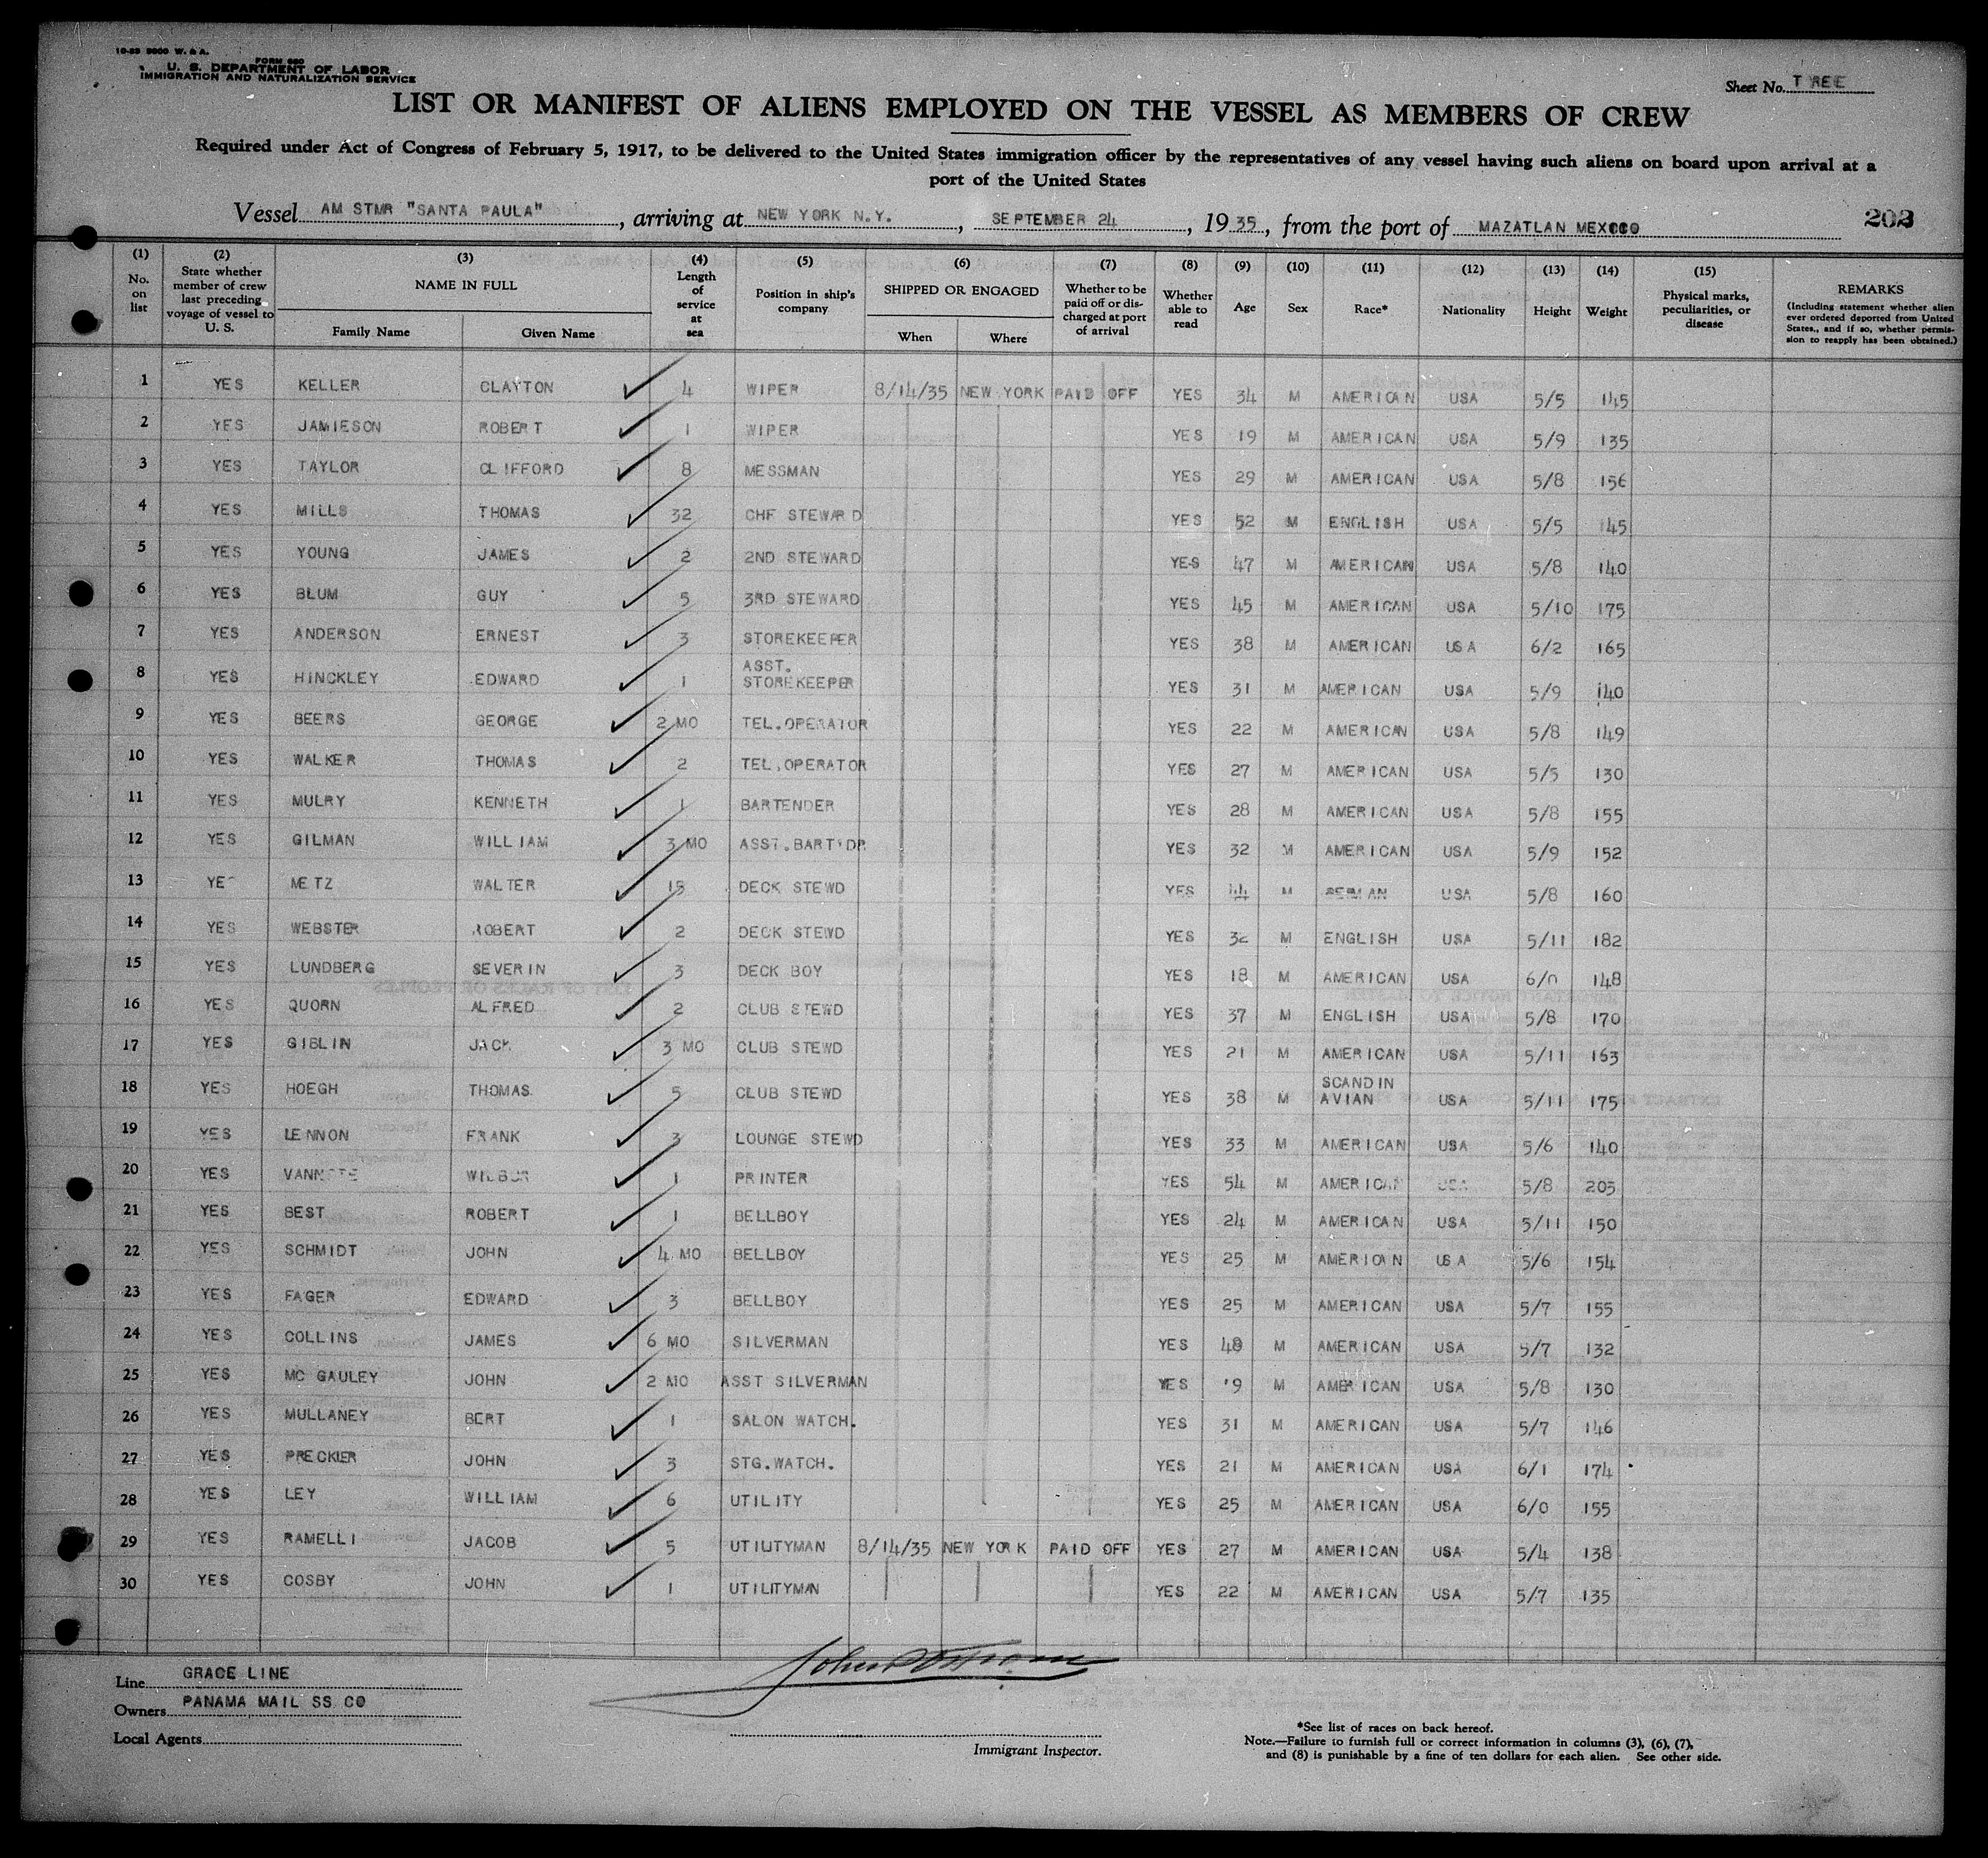 10-33 5000 W. & A.
FORM 680
U. S. DEPARTMENT OF LABOR
IMMIGRATION AND NATURALIZATION SERVICE
Sheet No. T REE
LIST OR MANIFEST OF ALIENS EMPLOYED ON THE VESSEL AS MEMBERS OF CREW
Required under Act of Congress of February 5, 1917, to be delivered to the United States immigration officer by the representatives of any vessel having such aliens on board upon arrival at a
port of the United States
Vessel AM STMR "SANTA PAULA", arriving at NEW YORK N.Y., SEPTEMBER 24, 1935, from the port of MAZATLAN MEXCCO 202
(1) No. on list (2) State whether member of crew last preceding voyage of vessel to U. S. (3) NAME IN FULL Family Name Given Name (4) Length of service at sea (5) Position in ship's company (6) SHIPPED OR ENGAGED When Where (7) Whether to be paid off or discharged at port of arrival (8) Whether able to read (9) Age (10) Sex (11) Race* (12) Nationality (13) Height (14) Weight (15) Physical marks, peculiarities, or disease REMARKS (Including statement whether alien ever ordered deported from United States, and if so, whether permission to reapply has been obtained.)
1 YES KELLER CLAYTON 4 WIPER 8/14/35 NEW YORK PAID OFF YES 34 M AMERICAN USA 5/5 145
2 YES JAMIESON ROBERT 1 WIPER YES 19 M AMERICAN USA 5/9 135
3 YES TAYLOR CLIFFORD 8 MESSMAN YES 29 M AMERICAN USA 5/8 156
4 YES MILLS THOMAS 32 CHF STEWARD YES 52 M ENGLISH USA 5/5 145
5 YES YOUNG JAMES 2 2ND STEWARD YES 47 M AMERICAN USA 5/8 140
6 YES BLUM GUY 5 3RD STEWARD YES 45 M AMERICAN USA 5/10 175
7 YES ANDERSON ERNEST 3 STOREKEEPER YES 38 M AMERICAN USA 6/2 165
8 YES HINCKLEY EDWARD 1 ASST. STOREKEEPER YES 31 M AMERICAN USA 5/9 140
9 YES BEERS GEORGE 2 MO TEL.OPERATOR YES 22 M AMERICAN USA 5/8 149
10 YES WALKER THOMAS 2 TEL.OPERATOR YES 27 M AMERICAN USA 5/5 130
11 YES MULRY KENNETH 1 BARTENDER YES 28 M AMERICAN USA 5/8 155
12 YES GILMAN WILLIAM 3 MO ASST.BART'DR YES 32 M AMERICAN USA 5/9 152
13 YE METZ WALTER 15 DECK STEWD YES 44 M USA 5/8 160
14 YES WEBSTER ROBERT 2 DECK STEWD YES 32 M ENGLISH USA 5/11 182
15 YES LUNDBERG SEVERIN 3 DECK BOY YES 18 M AMERICAN USA 6/0 148
16 YES QUORN ALFRED 2 CLUB STEWD YES 37 M ENGLISH USA 5/8 170
17 YES GIBLIN JACK 3 MO CLUB STEWD YES 21 M AMERICAN USA 5/11 163
18 YES HOEGH THOMAS 5 CLUB STEWD YES 38 M SCANDINAVIAN USA 5/11 175
19 YES LENNON FRANK 3 LOUNGE STEWD YES 33 M AMERICAN USA 5/6 140
20 YES WILBUR 1 PRINTER YES 54 M AMERICAN USA 5/8 205
21 YES BEST ROBERT 1 BELLBOY YES 24 M AMERICAN USA 5/11 150
22 YES SCHMIDT JOHN 4 MO BELLBOY YES 25 M AMERICAN USA 5/6 154
23 YES FAGER EDWARD 3 BELLBOY YES 25 M AMERICAN USA 5/7 155
24 YES COLLINS JAMES 6 MO SILVERMAN YES M AMERICAN USA 5/7 132
25 YES MC GAULEY JOHN 2 MO ASST SILVERMAN YES '9 M AMERICAN USA 5/8 130
26 YES MULLANEY BERT 1 SALON WATCH. YES 31 M AMERICAN USA 5/7 146
27 YES PRECKIER JOHN 3 STG.WATCH. YES 21 M AMERICAN USA 6/1 174
28 YES LEY WILLIAM 6 UTILITY YES 25 M AMERICAN USA 6/0 155
29 YES RAMELLI JACOB 5 UTILITYMAN 8/14/35 NEW YORK PAID OFF YES 27 M AMERICAN USA 5/4 138
30 YES COSBY JOHN 1 UTILITYMAN YES 22 M AMERICAN USA 5/7 135
Line GRACE LINE
Owners PANAMA MAIL SS CO
Local Agents
Immigrant Inspector.
*See list of races on back hereof.
Note.—Failure to furnish full or correct information in columns (3), (6), (7),
and (8) is punishable by a fine of ten dollars for each alien. See other side.